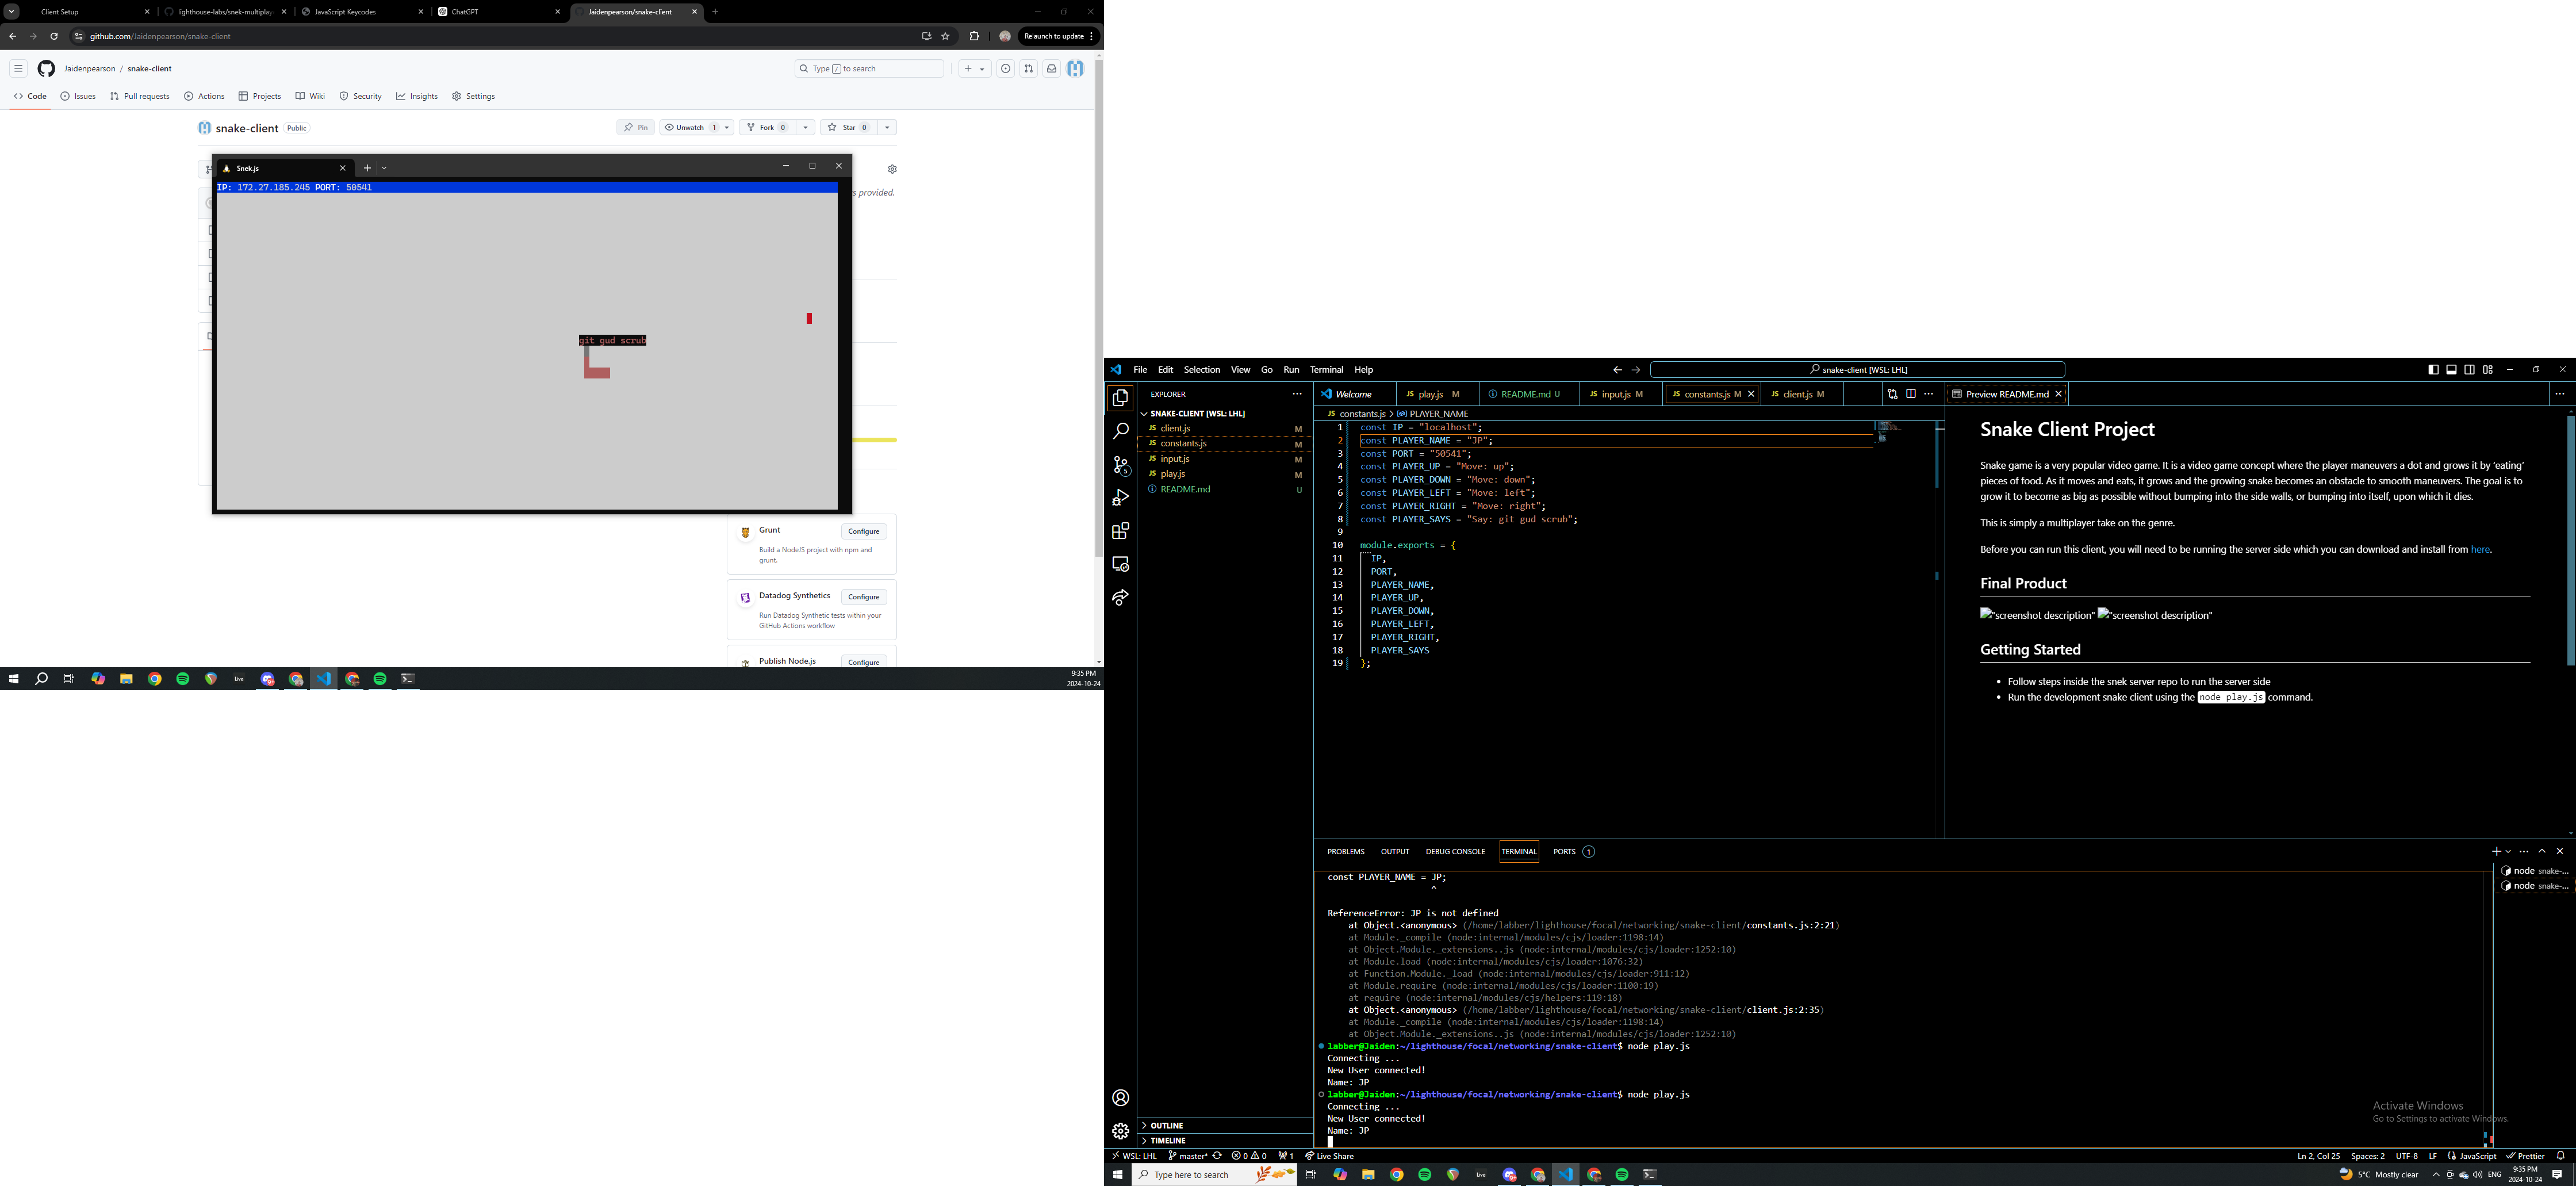 Client Setup
lighthouse-labs/snek-multiplay
JavaScript Keycodes
ChatGPT
Jaidenpearson/snake-client
github.com/Jaidenpearson/snake-client
Relaunch to update
Jaidenpearson / snake-client
Type / to search
Code
Issues
Pull requests
Actions
Projects
Wiki
Security
Insights
Settings
snake-client
Public
Pin
Unwatch 1
Fork 0
Star 0
Snek.js
IP: 172.27.185.245 PORT: 50541
s provided.
git gud scrub
Grunt
Configure
Build a NodeJS project with npm and
grunt.
Datadog Synthetics
Configure
Run Datadog Synthetic tests within your
GitHub Actions workflow
Publish Node.js
Configure
Live
9:35 PM
2024-10-24
File Edit Selection View Go Run Terminal Help
snake-client [WSL: LHL]
EXPLORER
SNAKE-CLIENT [WSL: LHL]
JS client.js M
JS constants.js M
JS input.js M
JS play.js M
README.md U
5
OUTLINE
TIMELINE
Welcome
JS play.js M
README.md U
JS input.js M
JS constants.js M
JS client.js M
JS constants.js > PLAYER_NAME
1 const IP = "localhost";
2 const PLAYER_NAME = "JP";
3 const PORT = "50541";
4 const PLAYER_UP = "Move: up";
5 const PLAYER_DOWN = "Move: down";
6 const PLAYER_LEFT = "Move: left";
7 const PLAYER_RIGHT = "Move: right";
8 const PLAYER_SAYS = "Say: git gud scrub";
9
10 module.exports = {
11 IP,
12 PORT,
13 PLAYER_NAME,
14 PLAYER_UP,
15 PLAYER_DOWN,
16 PLAYER_LEFT,
17 PLAYER_RIGHT,
18 PLAYER_SAYS
19 };
Preview README.md
Snake Client Project
Snake game is a very popular video game. It is a video game concept where the player maneuvers a dot and grows it by ‘eating’
pieces of food. As it moves and eats, it grows and the growing snake becomes an obstacle to smooth maneuvers. The goal is to
grow it to become as big as possible without bumping into the side walls, or bumping into itself, upon which it dies.
This is simply a multiplayer take on the genre.
Before you can run this client, you will need to be running the server side which you can download and install from here.
Final Product
"screenshot description" "screenshot description"
Getting Started
Follow steps inside the snek server repo to run the server side
Run the development snake client using the node play.js command.
PROBLEMS OUTPUT DEBUG CONSOLE TERMINAL PORTS 1
node snake-...
node snake-...
const PLAYER_NAME = JP;
^
ReferenceError: JP is not defined
at Object.<anonymous> (/home/labber/lighthouse/focal/networking/snake-client/constants.js:2:21)
at Module._compile (node:internal/modules/cjs/loader:1198:14)
at Object.Module._extensions..js (node:internal/modules/cjs/loader:1252:10)
at Module.load (node:internal/modules/cjs/loader:1076:32)
at Function.Module._load (node:internal/modules/cjs/loader:911:12)
at Module.require (node:internal/modules/cjs/loader:1100:19)
at require (node:internal/modules/cjs/helpers:119:18)
at Object.<anonymous> (/home/labber/lighthouse/focal/networking/snake-client/client.js:2:35)
at Module._compile (node:internal/modules/cjs/loader:1198:14)
at Object.Module._extensions..js (node:internal/modules/cjs/loader:1252:10)
labber@Jaiden:~/lighthouse/focal/networking/snake-client$ node play.js
Connecting ...
New User connected!
Name: JP
labber@Jaiden:~/lighthouse/focal/networking/snake-client$ node play.js
Connecting ...
New User connected!
Name: JP
Activate Windows
Go to Settings to activate Windows.
WSL: LHL
master*
0 0
1
Live Share
Ln 2, Col 25
Spaces: 2
UTF-8
LF
JavaScript
Prettier
Type here to search
Live
5°C Mostly clear
ENG
9:35 PM
2024-10-24